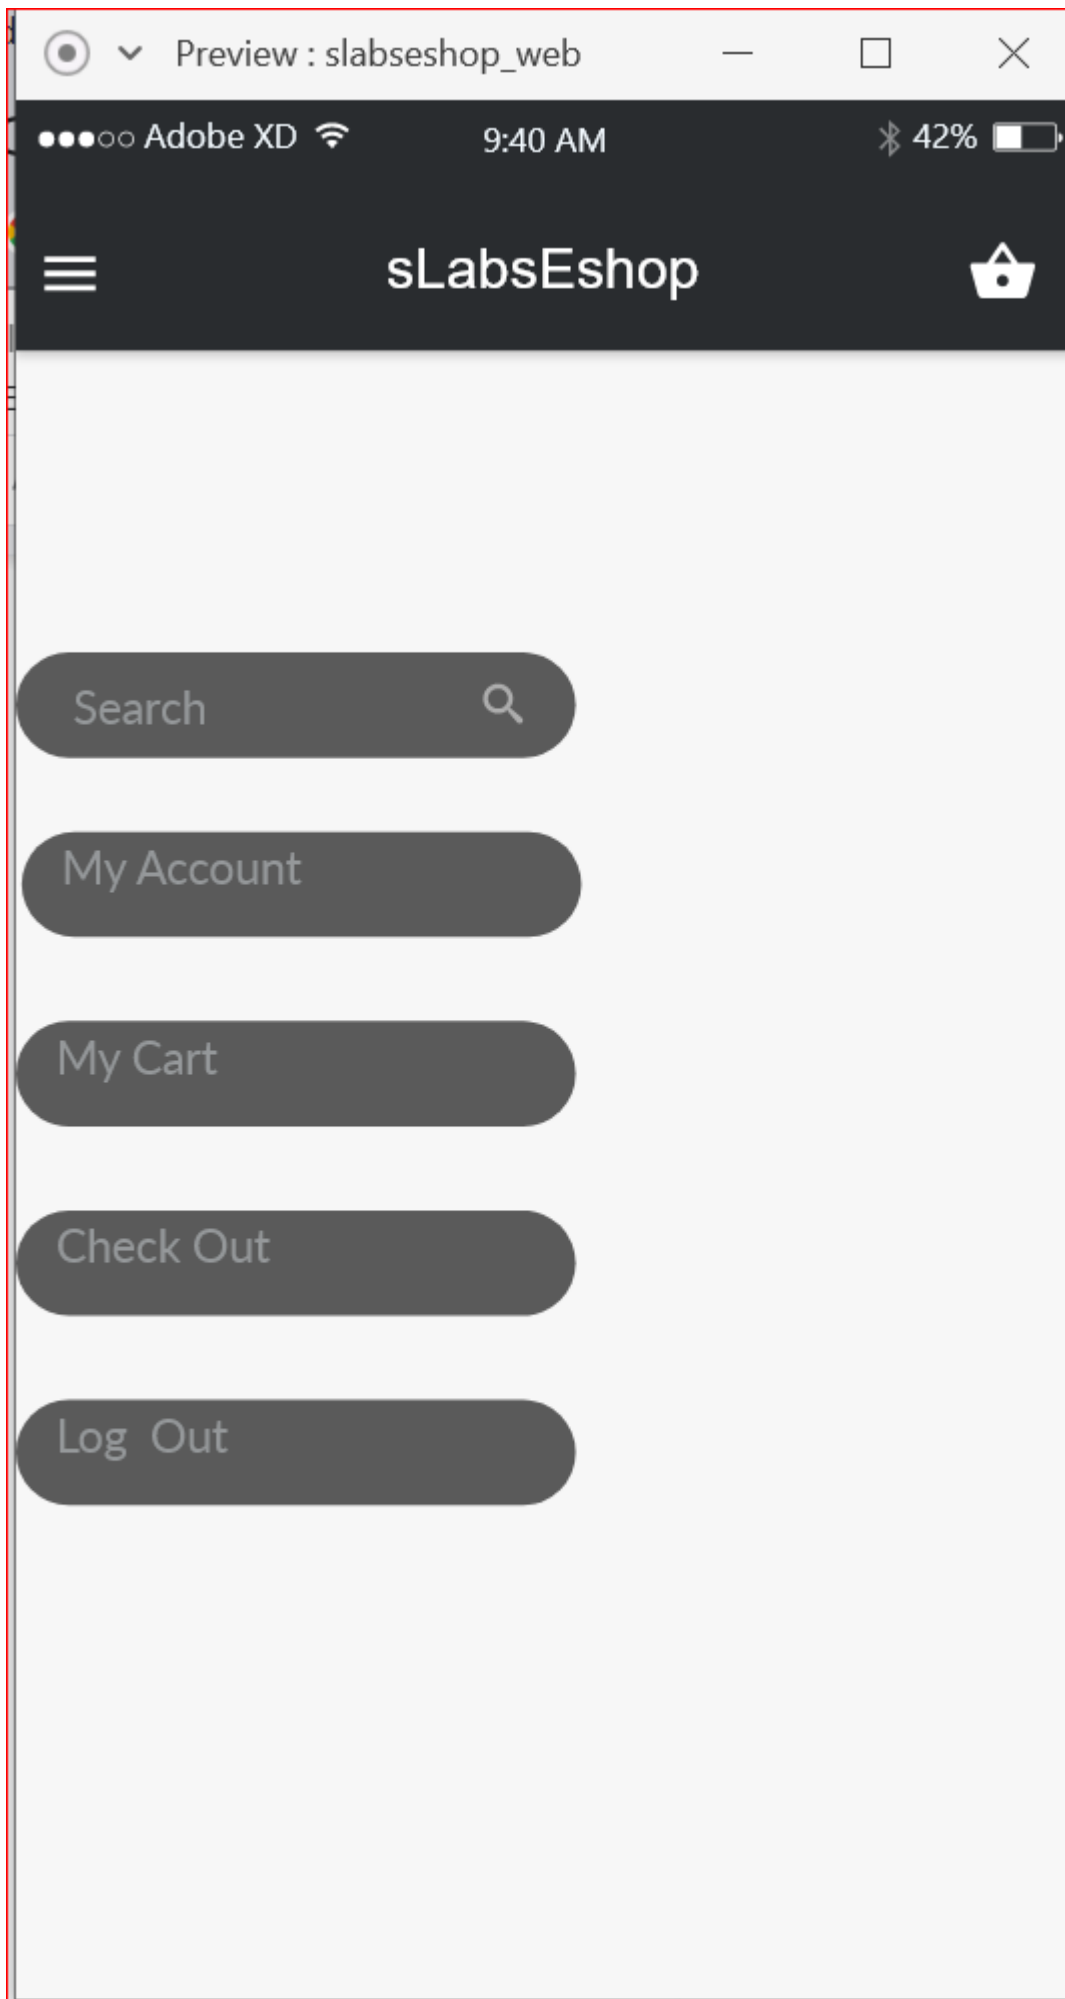 Preview : slabseshop_web
Adobe XD 9:40 AM 42%
sLabsEshop
Search
My Account
My Cart
Check Out
Log  Out